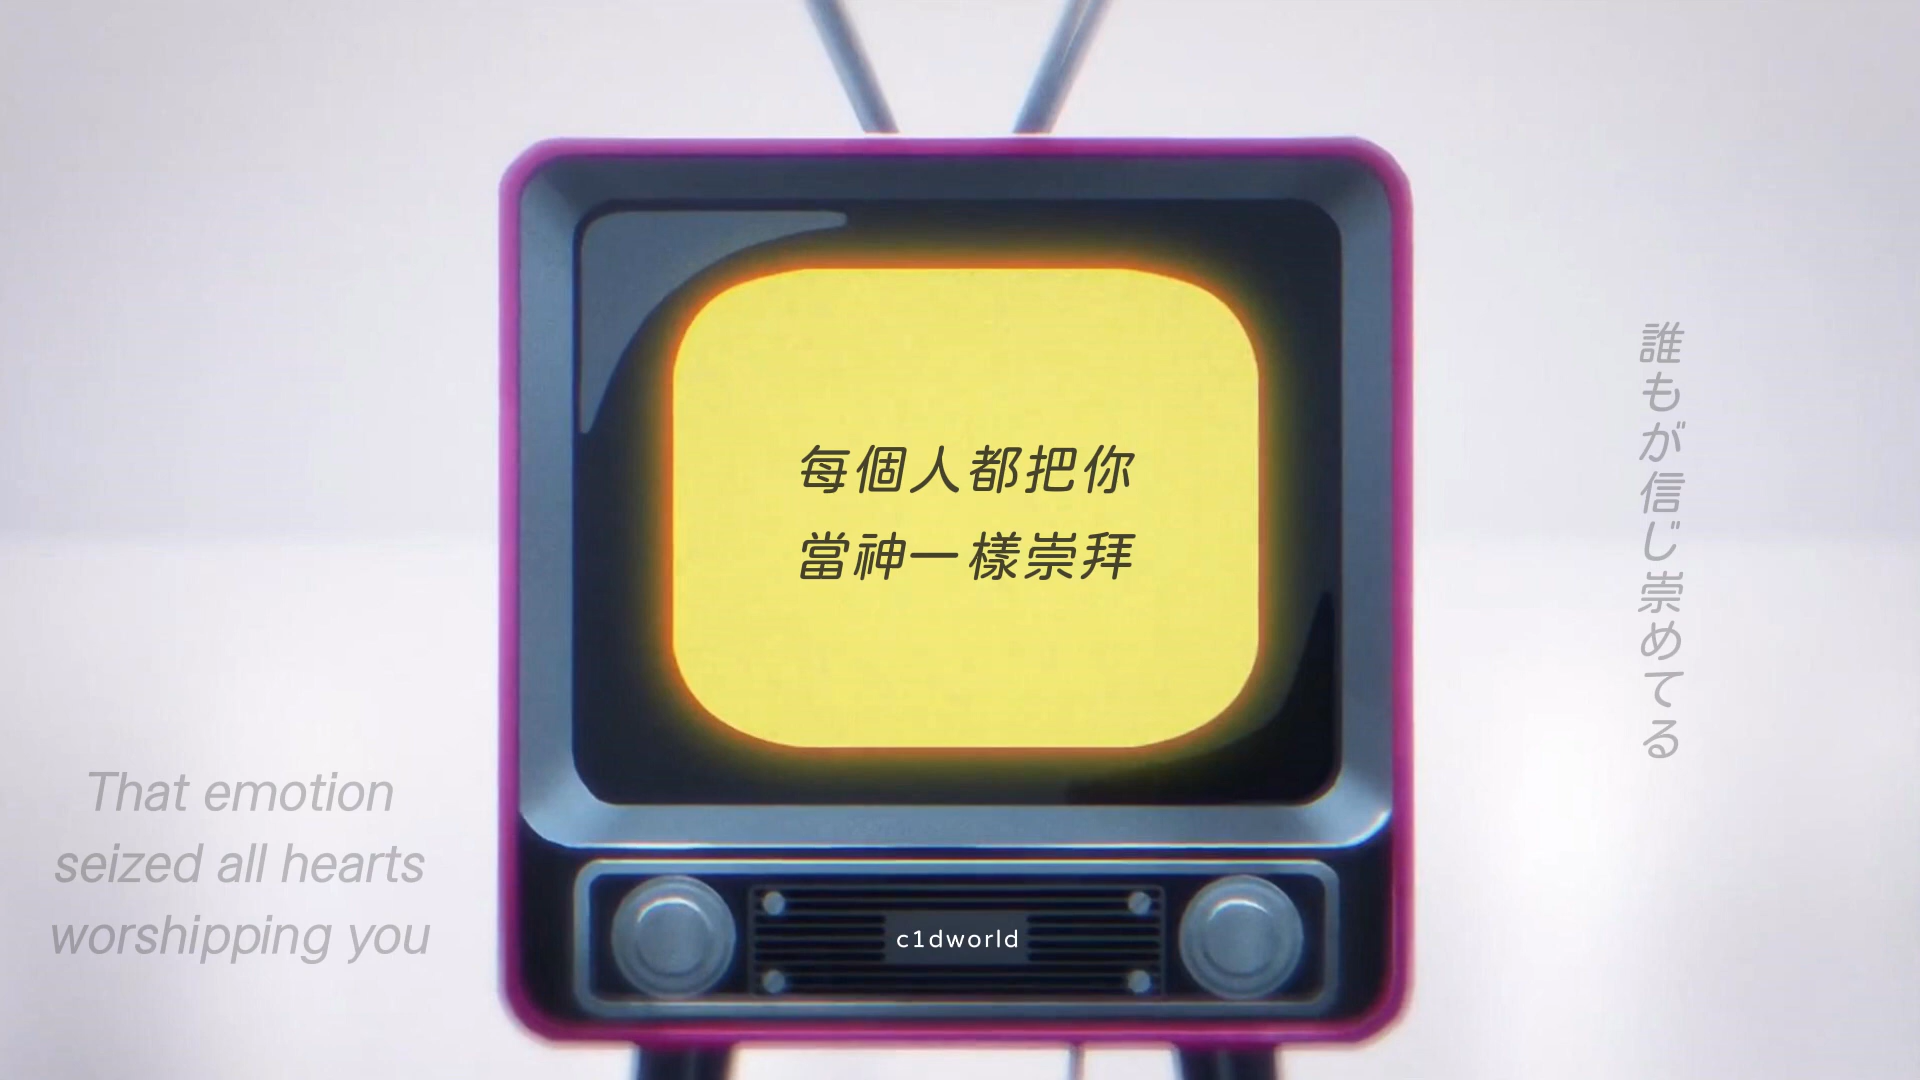 每個人都把你
當神一樣崇拜
誰もが信じ崇めてる
That emotion
seized all hearts
worshipping you
c1dworld